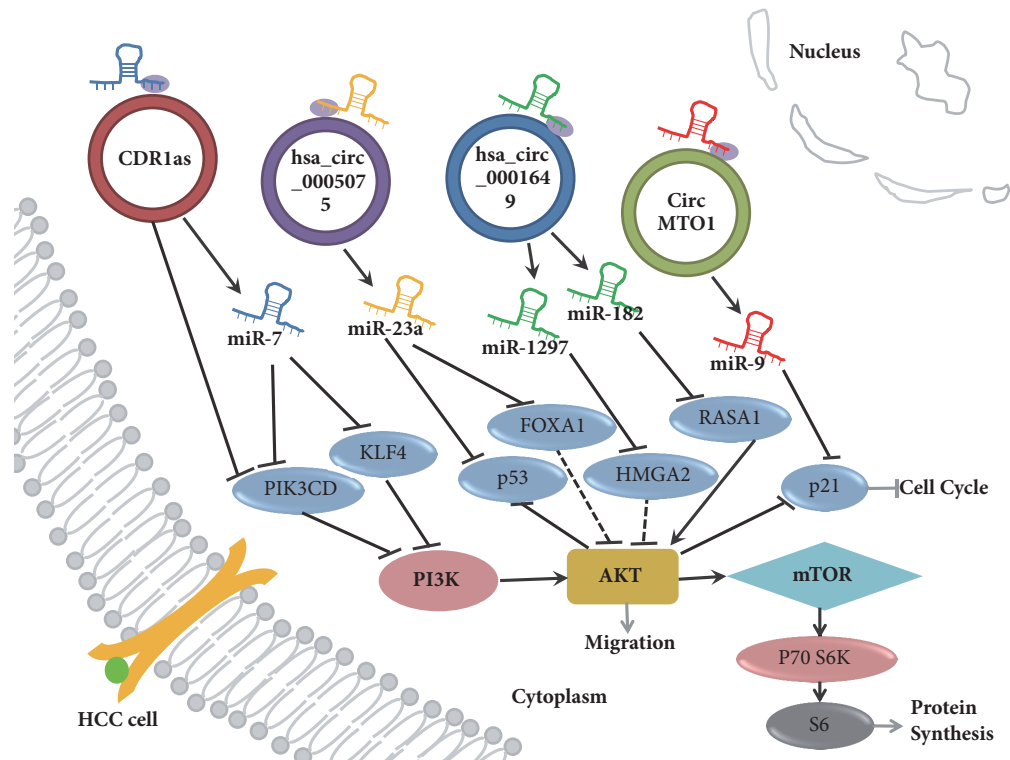 Nucleus
CDR1as
hsa_circ
_000507
5
hsa_circ
_000164
9
Circ
MTO1
miR-7
miR-23a
miR-1297
miR-182
miR-9
FOXA1
RASA1
KLF4
PIK3CD
p53
HMGA2
p21
Cell Cycle
PI3K
AKT
mTOR
Migration
P70 S6K
Cytoplasm
HCC cell
S6
Protein
Synthesis